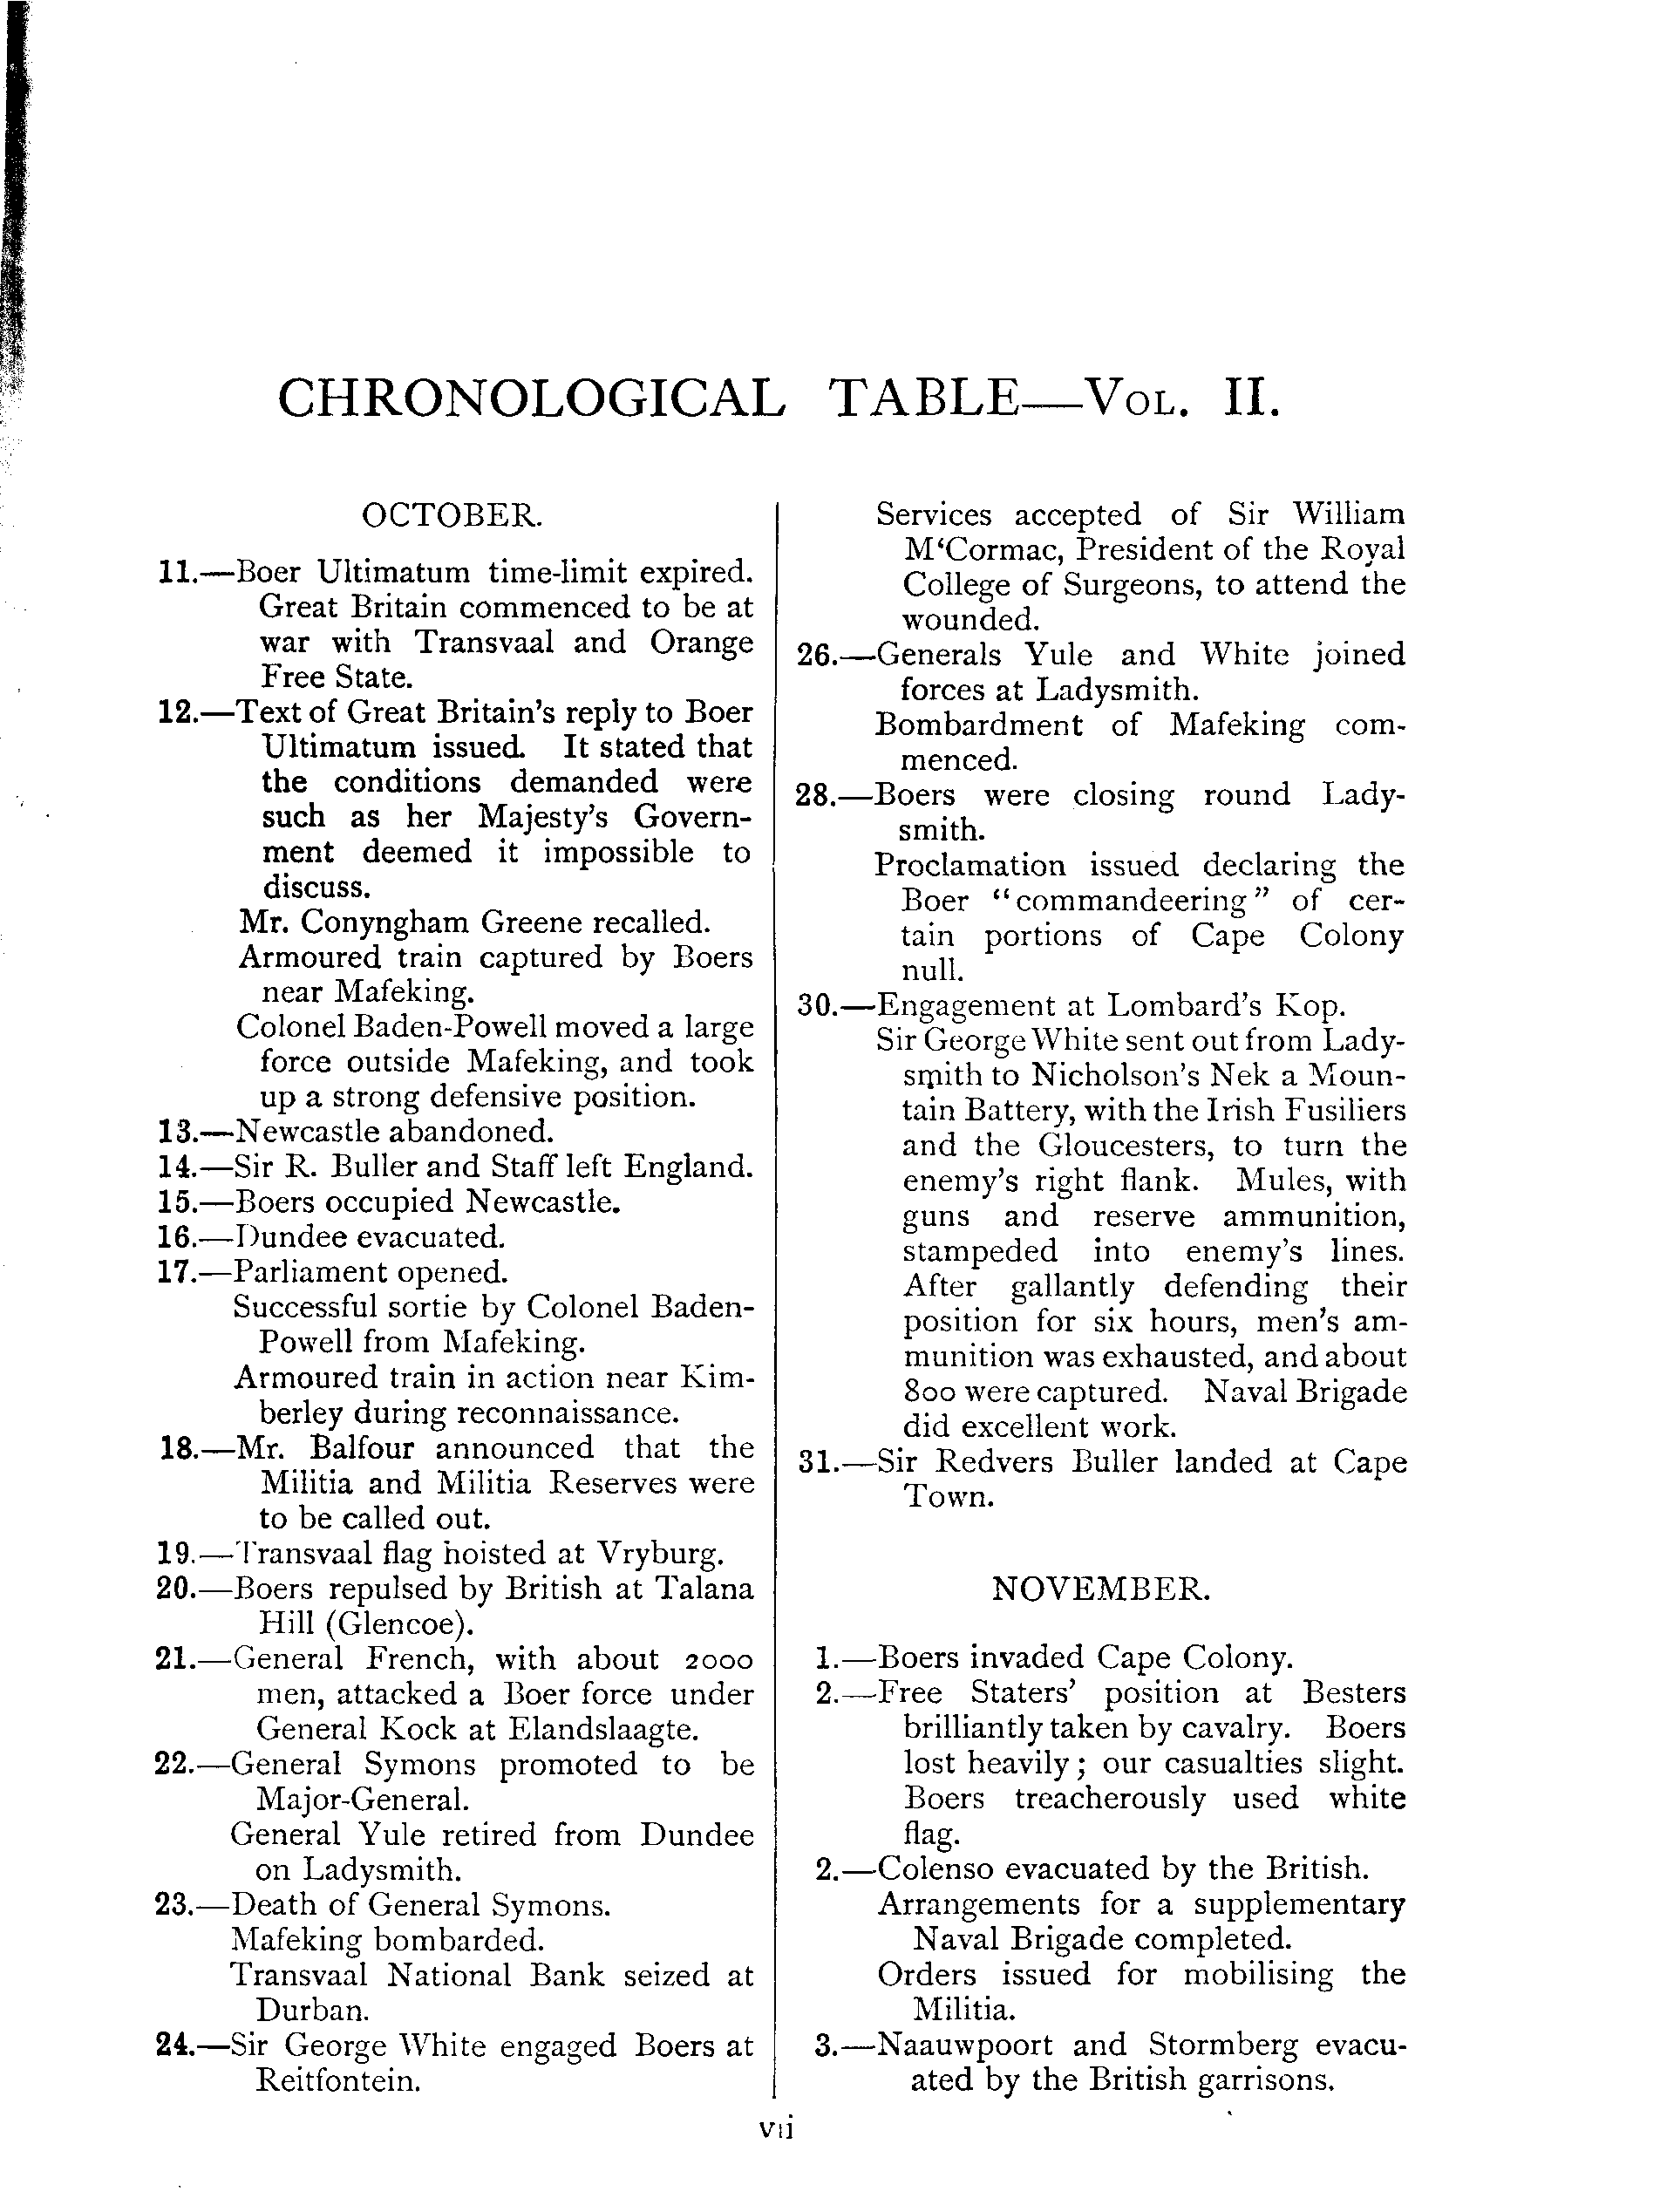 CHRONOLOGICAL TABLE—VOL. II.
OCTOBER.
11.—Boer Ultimatum time-limit expired.
Great Britain commenced to be at
war with Transvaal and Orange
Free State.
12.—Text of Great Britain's reply to Boer
Ultimatum issued. It stated that
the conditions demanded were
such as her Majesty's Govern-
ment deemed it impossible to
discuss.
Mr. Conyngham Greene recalled.
Armoured train captured by Boers
near Mafeking.
Colonel Baden-Powell moved a large
force outside Mafeking, and took
up a strong defensive position.
13.—Newcastle abandoned.
14.—Sir R. Buller and Staff left England.
15.—Boers occupied Newcastle.
16.—Dundee evacuated.
17.—Parliament opened.
Successful sortie by Colonel Baden-
Powell from Mafeking.
Armoured train in action near Kim-
berley during reconnaissance.
18.—Mr. Balfour announced that the
Militia and Militia Reserves were
to be called out.
19.—Transvaal flag hoisted at Vryburg.
20.—Boers repulsed by British at Talana
Hill (Glencoe).
21.—General French, with about 2000
men, attacked a Boer force under
General Kock at Elandslaagte.
22.—General Symons promoted to be
Major-General.
General Yule retired from Dundee
on Ladysmith.
23.—Death of General Symons.
Mafeking bombarded.
Transvaal National Bank seized at
Durban.
24.—Sir George White engaged Boers at
Reitfontein.
Services accepted of Sir William
M‘Cormac, President of the Royal
College of Surgeons, to attend the
wounded.
26.—Generals Yule and White joined
forces at Ladysmith.
Bombardment of Mafeking com-
menced.
28.—Boers were closing round Lady-
smith.
Proclamation issued declaring the
Boer "commandeering" of cer-
tain portions of Cape Colony
null.
30.—Engagement at Lombard's Kop.
Sir George White sent out from Lady-
smith to Nicholson's Nek a Moun-
tain Battery, with the Irish Fusiliers
and the Gloucesters, to turn the
enemy's right flank. Mules, with
guns and reserve ammunition,
stampeded into enemy's lines.
After gallantly defending their
position for six hours, men's am-
munition was exhausted, and about
800 were captured. Naval Brigade
did excellent work.
31.—Sir Redvers Buller landed at Cape
Town.
NOVEMBER.
1.—Boers invaded Cape Colony.
2.—Free Staters' position at Besters
brilliantly taken by cavalry. Boers
lost heavily; our casualties slight.
Boers treacherously used white
flag.
2.—Colenso evacuated by the British.
Arrangements for a supplementary
Naval Brigade completed.
Orders issued for mobilising the
Militia.
3.—Naauwpoort and Stormberg evacu-
ated by the British garrisons.
vii